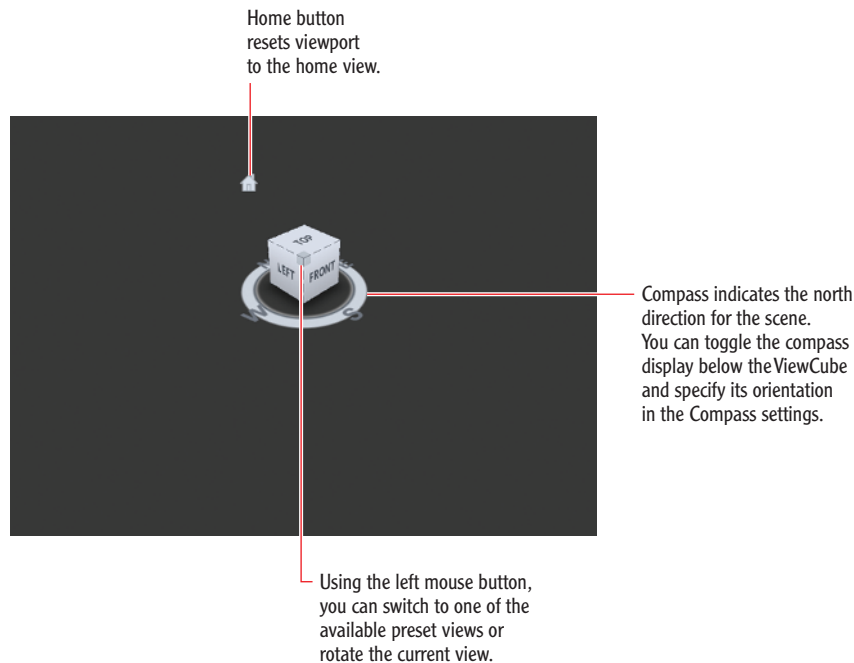 Home button
resets viewport
to the home view.
TOP
LEFT
FRONT
W
S
Compass indicates the north
direction for the scene.
You can toggle the compass
display below the ViewCube
and specify its orientation
in the Compass settings.
Using the left mouse button,
you can switch to one of the
available preset views or
rotate the current view.